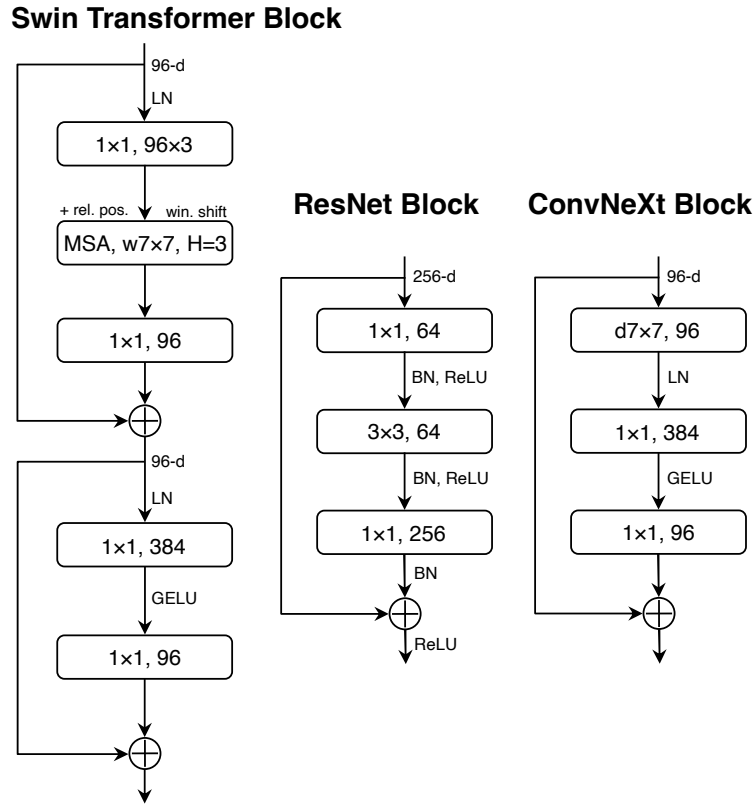 Swin Transformer Block
96-d
LN
1×1, 96×3
+ rel. pos.
win. shift
MSA, w7×7, H=3
1×1, 96
96-d
LN
1×1, 384
GELU
1×1, 96
ResNet Block
256-d
1×1, 64
BN, ReLU
3×3, 64
BN, ReLU
1×1, 256
BN
ReLU
ConvNeXt Block
96-d
d7×7, 96
LN
1×1, 384
GELU
1×1, 96